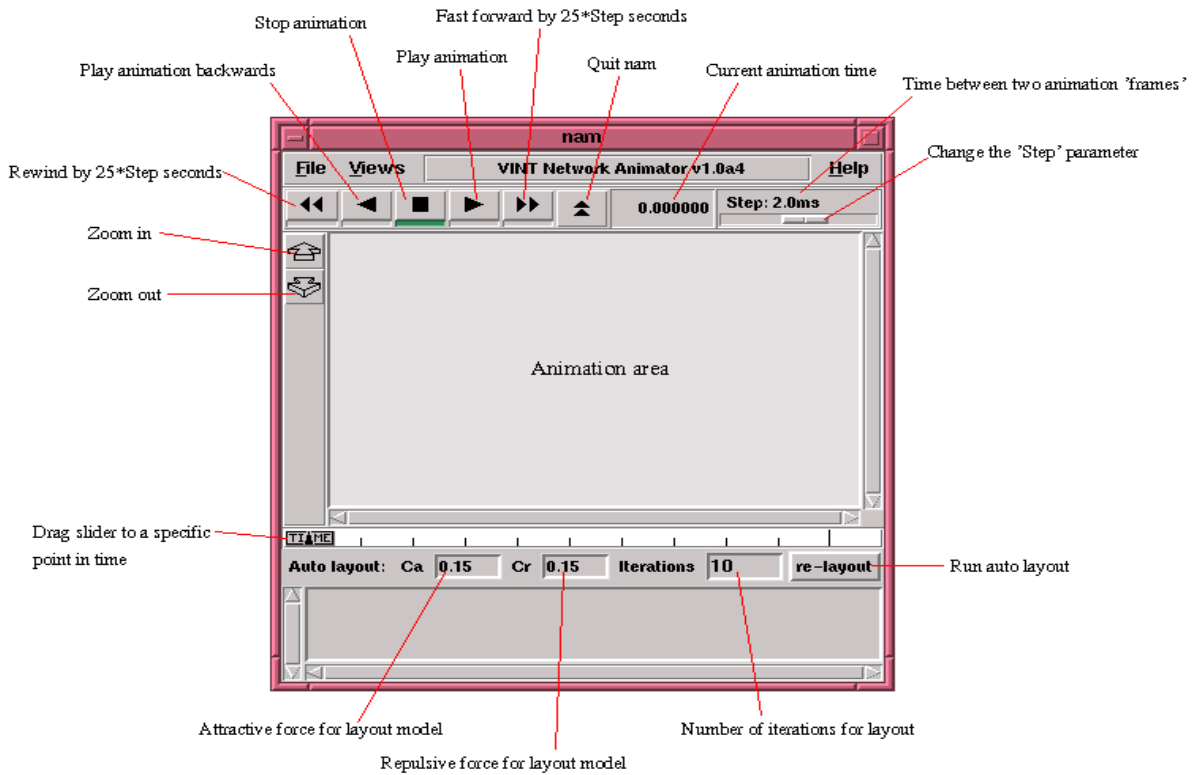 Fast forward by 25*Step seconds
Stop animation
Play animation
Quit nam
Play animation backwards
Current animation time
Time between two animation 'frames'
nam
Change the 'Step' parameter
File Views VINT Network Animator v1.0a4 Help
Rewind by 25*Step seconds
0.000000 Step: 2.0ms
Zoom in
Zoom out
Animation area
Drag slider to a specific
point in time
TIME
Auto layout: Ca 0.15 Cr 0.15 Iterations 10 re-layout
Run auto layout
Attractive force for layout model
Number of iterations for layout
Repulsive force for layout model